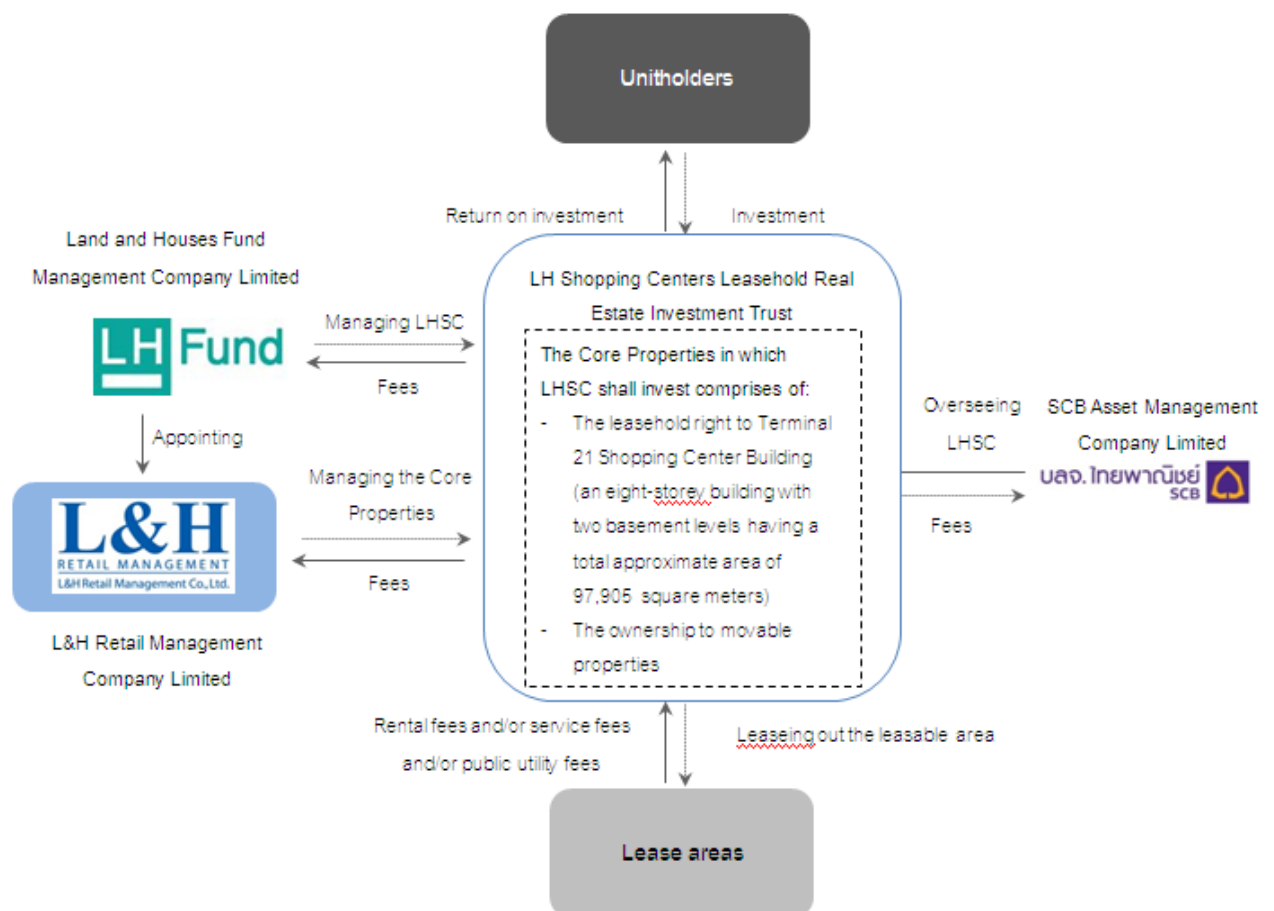 Unitholders
Return on investment
Investment
Land and Houses Fund
Management Company Limited
LH Fund
Managing LHSC
Fees
Appointing
L&H
RETAIL MANAGEMENT
L&H Retail Management Co.,Ltd.
Managing the Core
Properties
Fees
L&H Retail Management
Company Limited
LH Shopping Centers Leasehold Real
Estate Investment Trust
The Core Properties in which
LHSC shall invest comprises of:
- The leasehold right to Terminal
21 Shopping Center Building
(an eight-storey building with
two basement levels having a
total approximate area of
97,905 square meters)
- The ownership to movable
properties
Overseeing
LHSC
Fees
SCB Asset Management
Company Limited
บลจ.ไทยพาณิชย์
SCB
Rental fees and/or service fees
and/or public utility fees
Leaseing out the leasable area
Lease areas